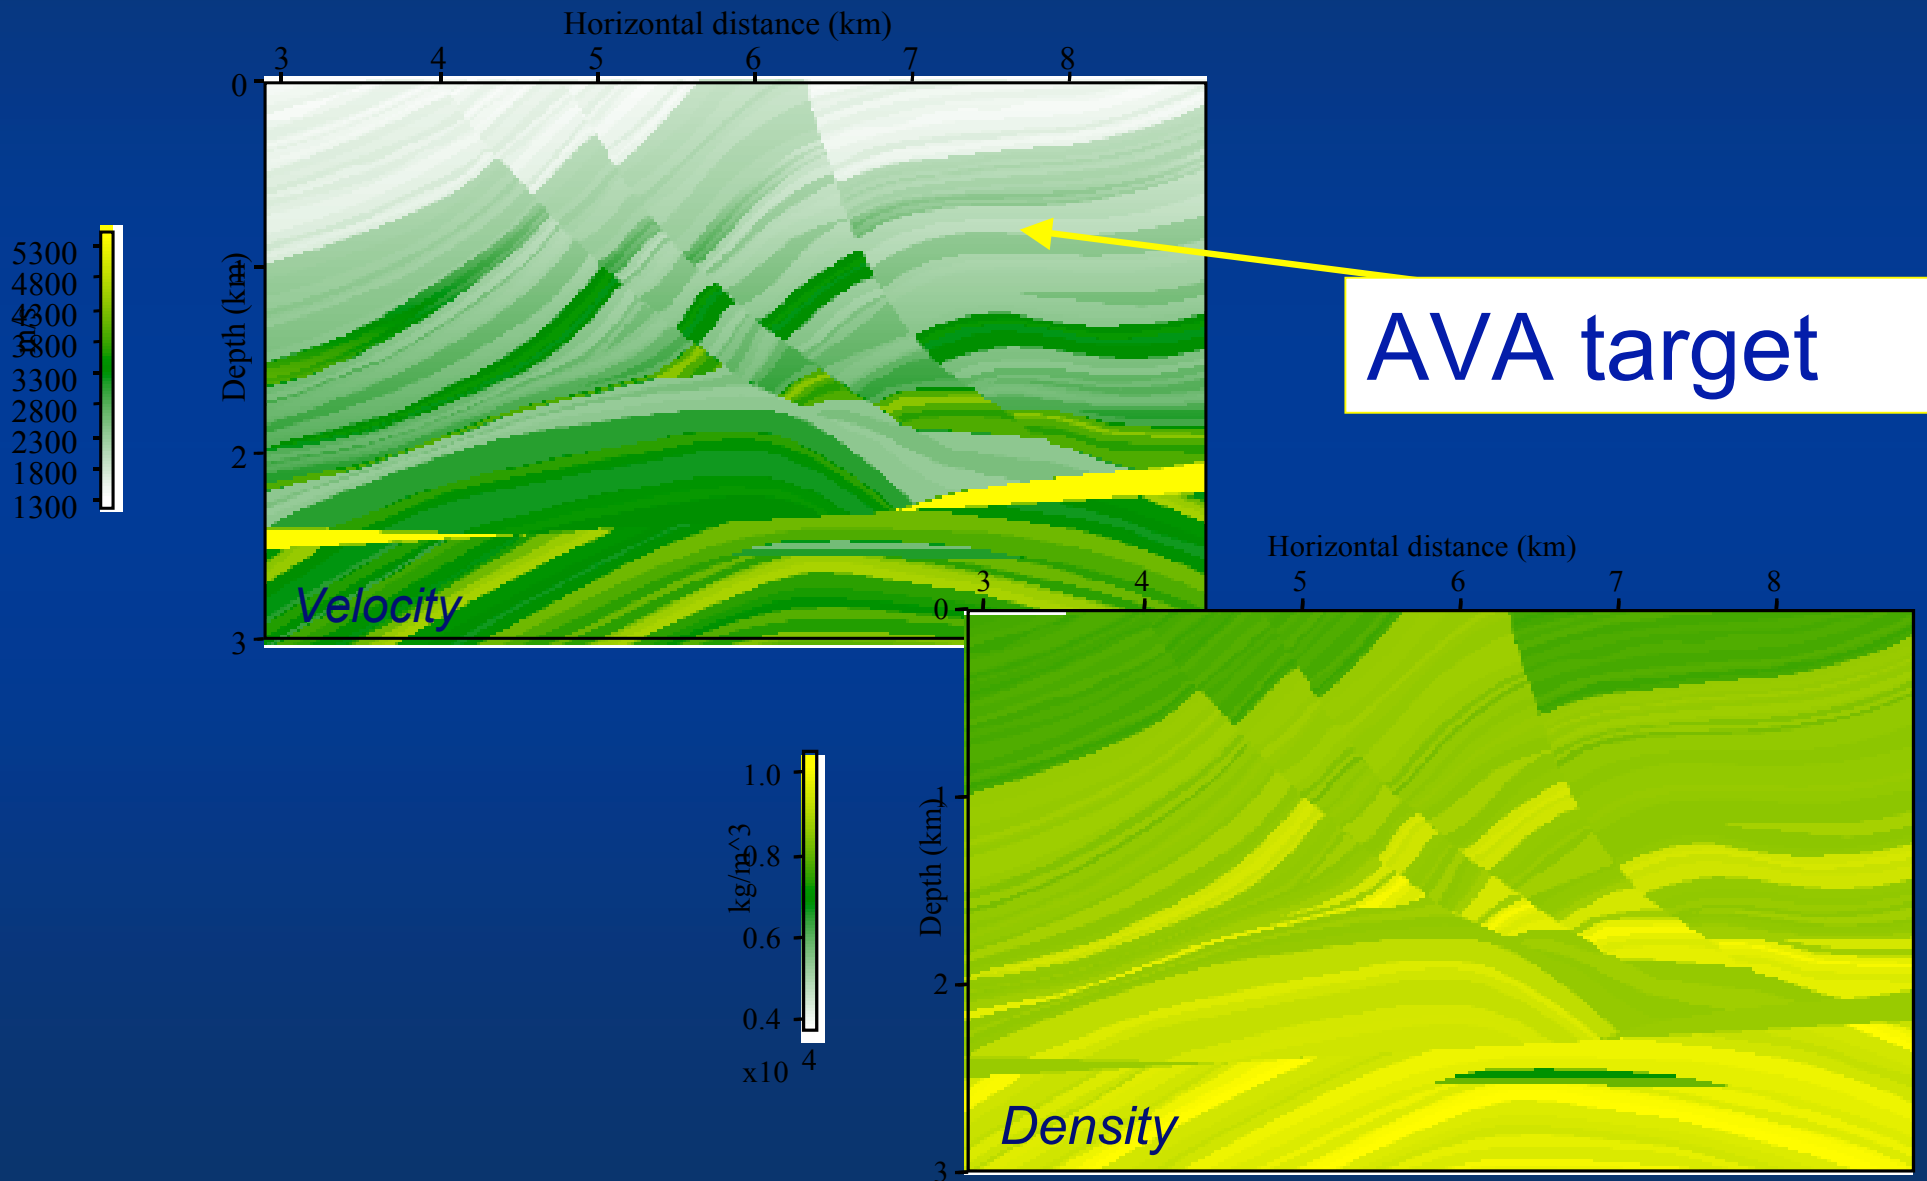 Horizontal distance (km)
3 4 5 6 7 8
0
5300
4800
4300
3800
3300
2800
2300
1800
1300
m/s
Depth (km)
1
2
3
Velocity
AVA target
Horizontal distance (km)
3 4 5 6 7 8
0
1.0
0.8
0.6
0.4
x10 4
kg/m^3
Depth (km)
1
2
3
Density